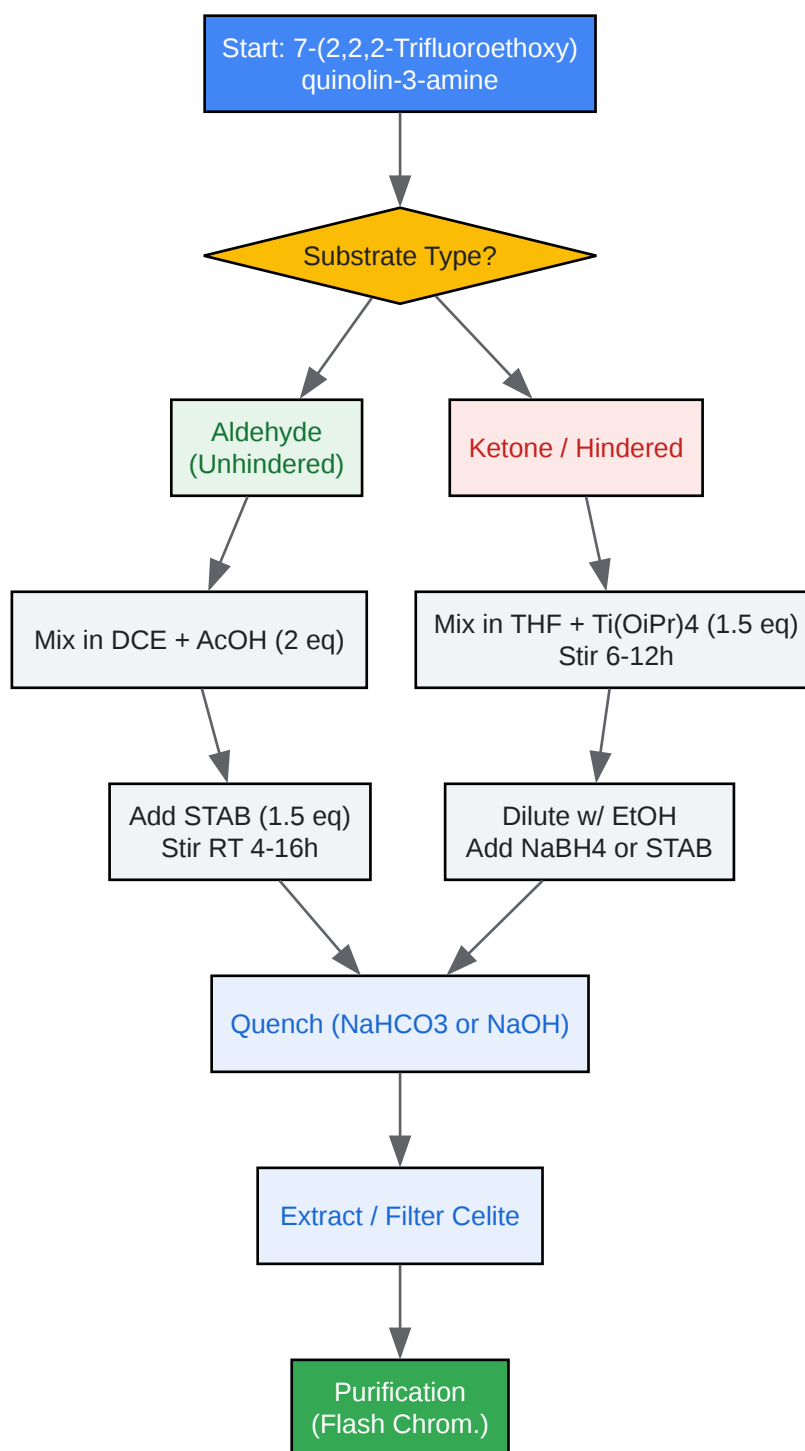 Start: 7-(2,2,2-Trifluoroethoxy)
quinolin-3-amine
Substrate Type?
Aldehyde
(Unhindered)
Ketone / Hindered
Mix in DCE + AcOH (2 eq)
Mix in THF + Ti(OiPr)4 (1.5 eq)
Stir 6-12h
Add STAB (1.5 eq)
Stir RT 4-16h
Dilute w/ EtOH
Add NaBH4 or STAB
Quench (NaHCO3 or NaOH)
Extract / Filter Celite
Purification
(Flash Chrom.)